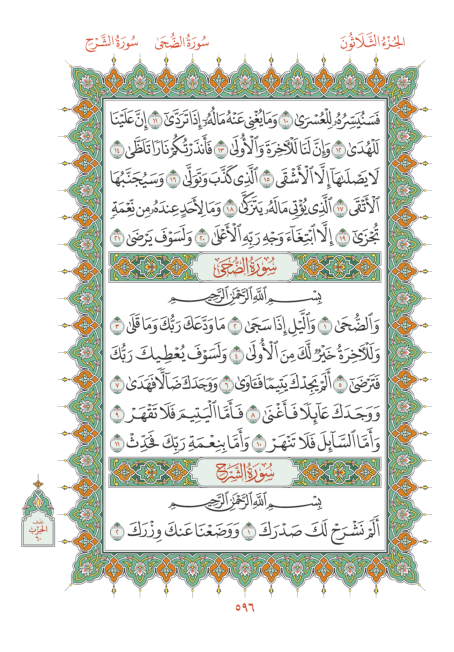 الجُزْءُ الثَّلَاثُونَ
سُورَةُ الضُّحَى سُورَةُ الشَّرْحِ
فَسَنُيَسِّرُهُۥ لِلْعُسْرَىٰ ١٠ وَمَا يُغْنِى عَنْهُ مَالُهُۥٓ إِذَا تَرَدَّىٰٓ ١١ إِنَّ عَلَيْنَا
لَلْهُدَىٰ ١٢ وَإِنَّ لَنَا لَلْـَٔاخِرَةَ وَٱلْأُولَىٰ ١٣ فَأَنذَرْتُكُمْ نَارًا تَلَظَّىٰ ١٤
لَا يَصْلَىٰهَآ إِلَّا ٱلْأَشْقَى ١٥ ٱلَّذِى كَذَّبَ وَتَوَلَّىٰ ١٦ وَسَيُجَنَّبُهَا
ٱلْأَتْقَى ١٧ ٱلَّذِى يُؤْتِى مَالَهُۥ يَتَزَكَّىٰ ١٨ وَمَا لِأَحَدٍ عِندَهُۥ مِن نِّعْمَةٍ
تُجْزَىٰٓ ١٩ إِلَّا ٱبْتِغَآءَ وَجْهِ رَبِّهِ ٱلْأَعْلَىٰ ٢٠ وَلَسَوْفَ يَرْضَىٰ ٢١
سُورَةُ الضُّحَىٰ
بِسْمِ ٱللَّهِ ٱلرَّحْمَٰنِ ٱلرَّحِيمِ
وَٱلضُّحَىٰ ١ وَٱلَّيْلِ إِذَا سَجَىٰ ٢ مَا وَدَّعَكَ رَبُّكَ وَمَا قَلَىٰ ٣
وَلَلْـَٔاخِرَةُ خَيْرٌ لَّكَ مِنَ ٱلْأُولَىٰ ٤ وَلَسَوْفَ يُعْطِيكَ رَبُّكَ
فَتَرْضَىٰٓ ٥ أَلَمْ يَجِدْكَ يَتِيمًا فَـَٔاوَىٰ ٦ وَوَجَدَكَ ضَآلًّا فَهَدَىٰ ٧
وَوَجَدَكَ عَآئِلًا فَأَغْنَىٰ ٨ فَأَمَّا ٱلْيَتِيمَ فَلَا تَقْهَرْ ٩
وَأَمَّا ٱلسَّآئِلَ فَلَا تَنْهَرْ ١٠ وَأَمَّا بِنِعْمَةِ رَبِّكَ فَحَدِّثْ ١١
سُورَةُ الشَّرْحِ
بِسْمِ ٱللَّهِ ٱلرَّحْمَٰنِ ٱلرَّحِيمِ
أَلَمْ نَشْرَحْ لَكَ صَدْرَكَ ١ وَوَضَعْنَا عَنكَ وِزْرَكَ ٢
نصف
الحزب
٦٠
٥٩٦